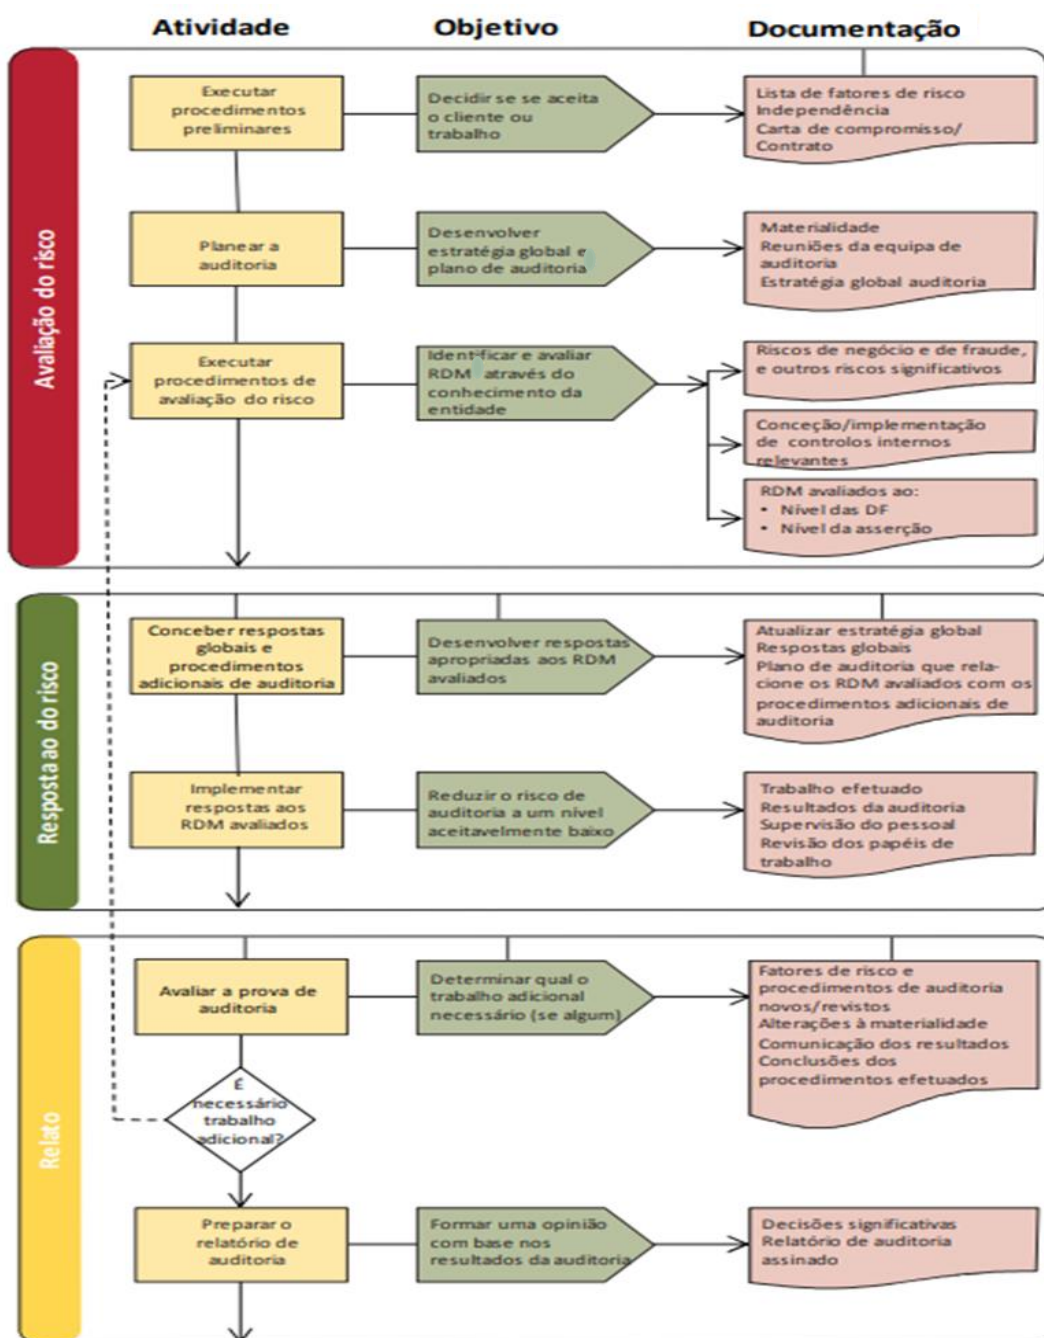 Atividade
Objetivo
Documentação
Avaliação do risco
Executar
procedimentos
preliminares
Decidir se se aceita
o cliente ou
trabalho
Lista de fatores de risco
Independência
Carta de compromisso/
Contrato
Planear a
auditoria
Desenvolver
estratégia global e
plano de auditoria
Materialidade
Reuniões da equipa de
auditoria
Estratégia global auditoria
Executar
procedimentos de
avaliação do risco
Identificar e avaliar
RDM através do
conhecimento da
entidade
Riscos de negócio e de fraude,
e outros riscos significativos
Conceção/implementação
de controlos internos
relevantes
RDM avaliados ao:
• Nível das DF
• Nível da asserção
Resposta ao do risco
Conceber respostas
globais e
procedimentos
adicionais de auditoria
Desenvolver respostas
apropriadas aos RDM
avaliados
Atualizar estratégia global
Respostas globais
Plano de auditoria que rela-
cione os RDM avaliados com os
procedimentos adicionais de
auditoria
Implementar
respostas aos
RDM avaliados
Reduzir o risco de
auditoria a um nível
aceitavelmente baixo
Trabalho efetuado
Resultados da auditoria
Supervisão do pessoal
Revisão dos papéis de
trabalho
Relato
Avaliar a prova de
auditoria
Determinar qual o
trabalho adicional
necessário (se algum)
Fatores de risco e
procedimentos de auditoria
novos/revistos
Alterações à materialidade
Comunicação dos resultados
Conclusões dos
procedimentos efetuados
É
necessário
trabalho
adicional?
Preparar o
relatório de
auditoria
Formar uma opinião
com base nos
resultados da auditoria
Decisões significativas
Relatório de auditoria
assinado